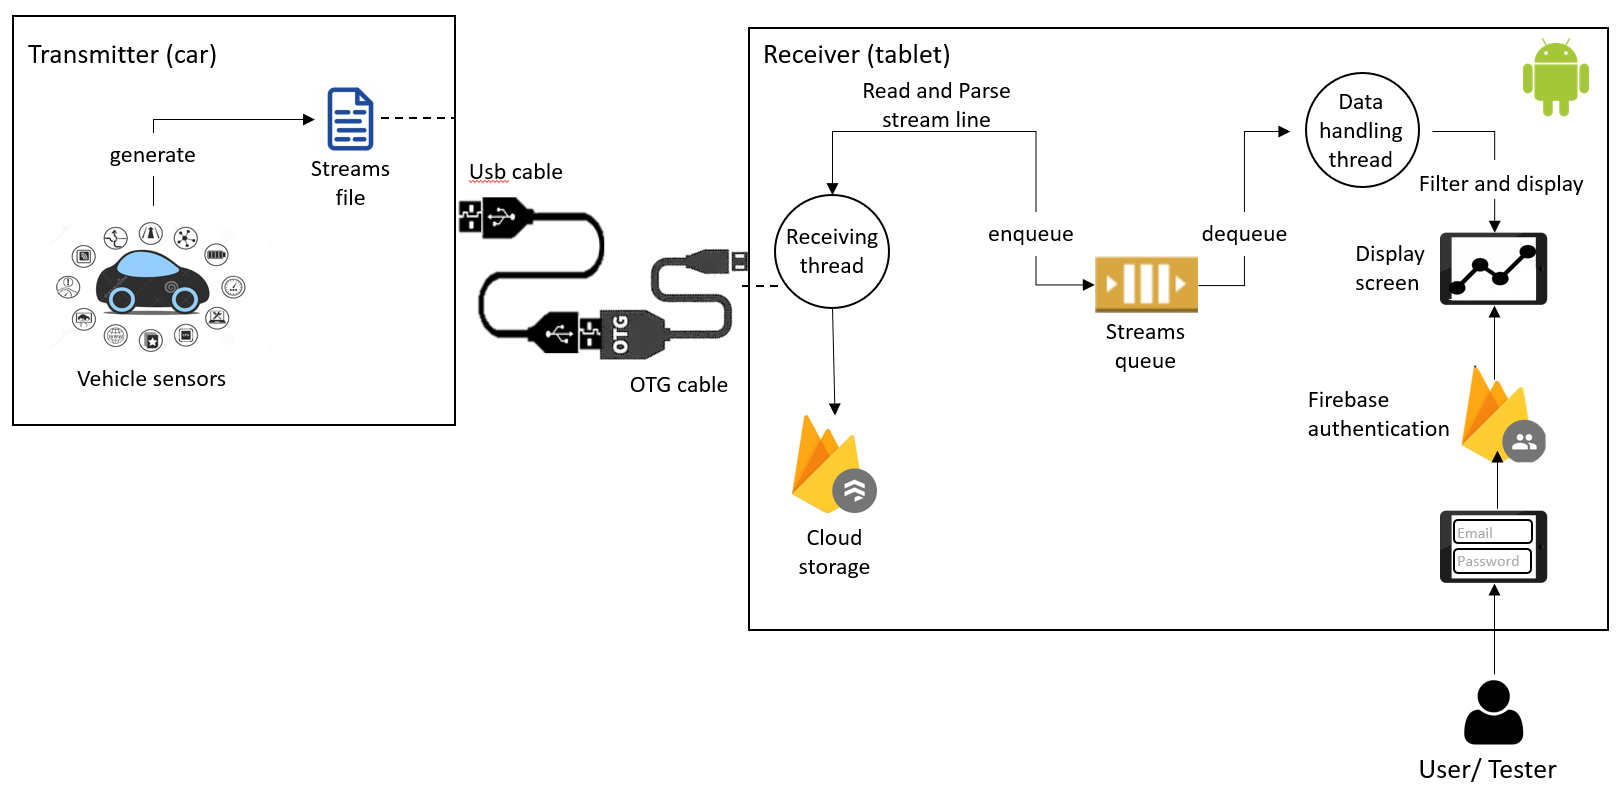 Transmitter (car)
generate
Streams
file
Vehicle sensors
Usb cable
OTG
OTG cable
Receiver (tablet)
Read and Parse
stream line
Receiving
thread
enqueue
dequeue
Streams
queue
Data
handling
thread
Filter and display
Display
screen
Firebase
authentication
Email
Password
Cloud
storage
User/ Tester